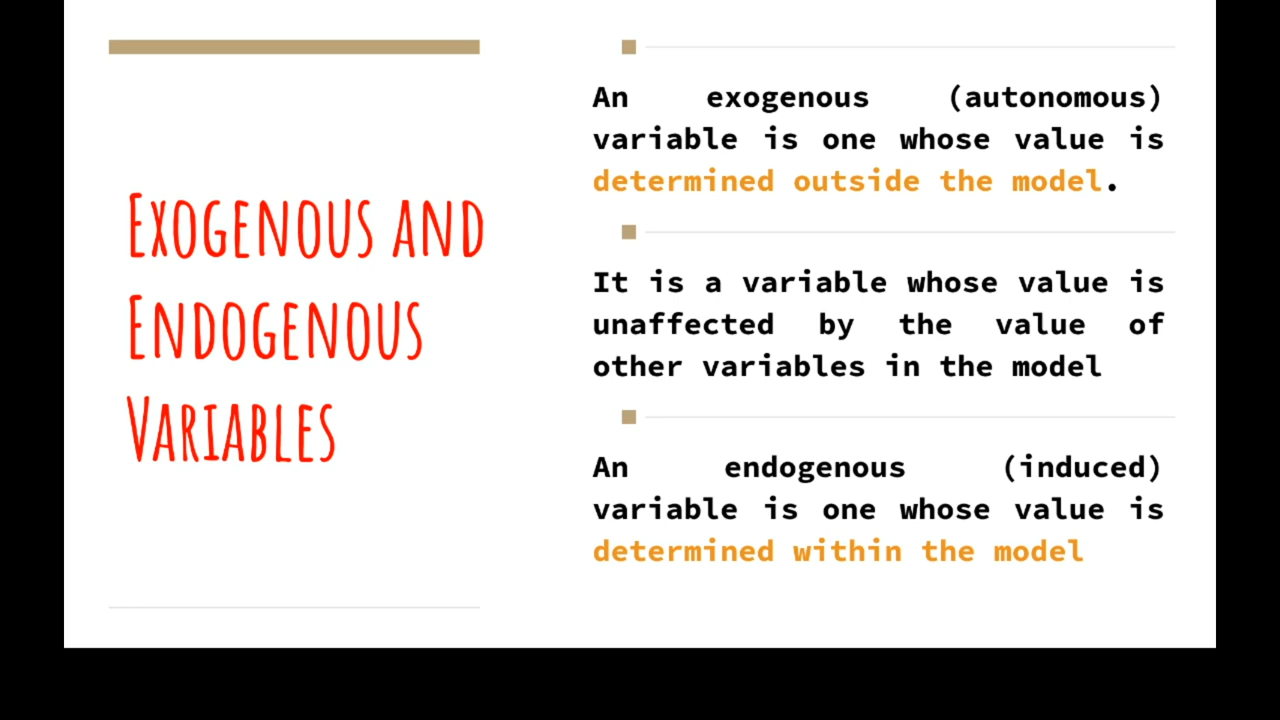 Exogenous and
Endogenous
Variables
An exogenous (autonomous)
variable is one whose value is
determined outside the model.
It is a variable whose value is
unaffected by the value of
other variables in the model
An endogenous (induced)
variable is one whose value is
determined within the model